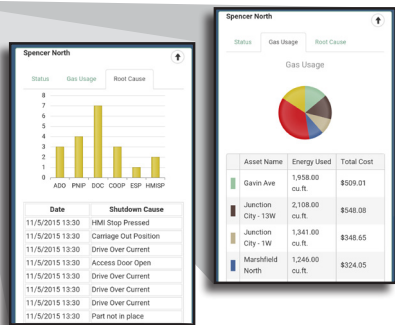 Spencer North
Status Gas Usage Root Cause
8
7
6
5
4
3
2
1
0
ADO PNIP DOC COOP ESP HMISP
Date Shutdown Cause
11/5/2015 13:30 HMI Stop Pressed
11/5/2015 13:30 Carriage Out Position
11/5/2015 13:30 Drive Over Current
11/5/2015 13:30 Access Door Open
11/5/2015 13:30 Drive Over Current
11/5/2015 13:30 Drive Over Current
11/5/2015 13:30 Drive Over Current
11/5/2015 13:30 Part not in place
Spencer North
Status Gas Usage Root Cause
Gas Usage
Asset Name Energy Used Total Cost
Gavin Ave 1,958.00 cu.ft. $509.01
Junction City - 13W 2,108.00 cu.ft. $548.08
Junction City - 1W 1,341.00 cu.ft. $348.65
Marshfield North 1,246.00 cu.ft. $324.05